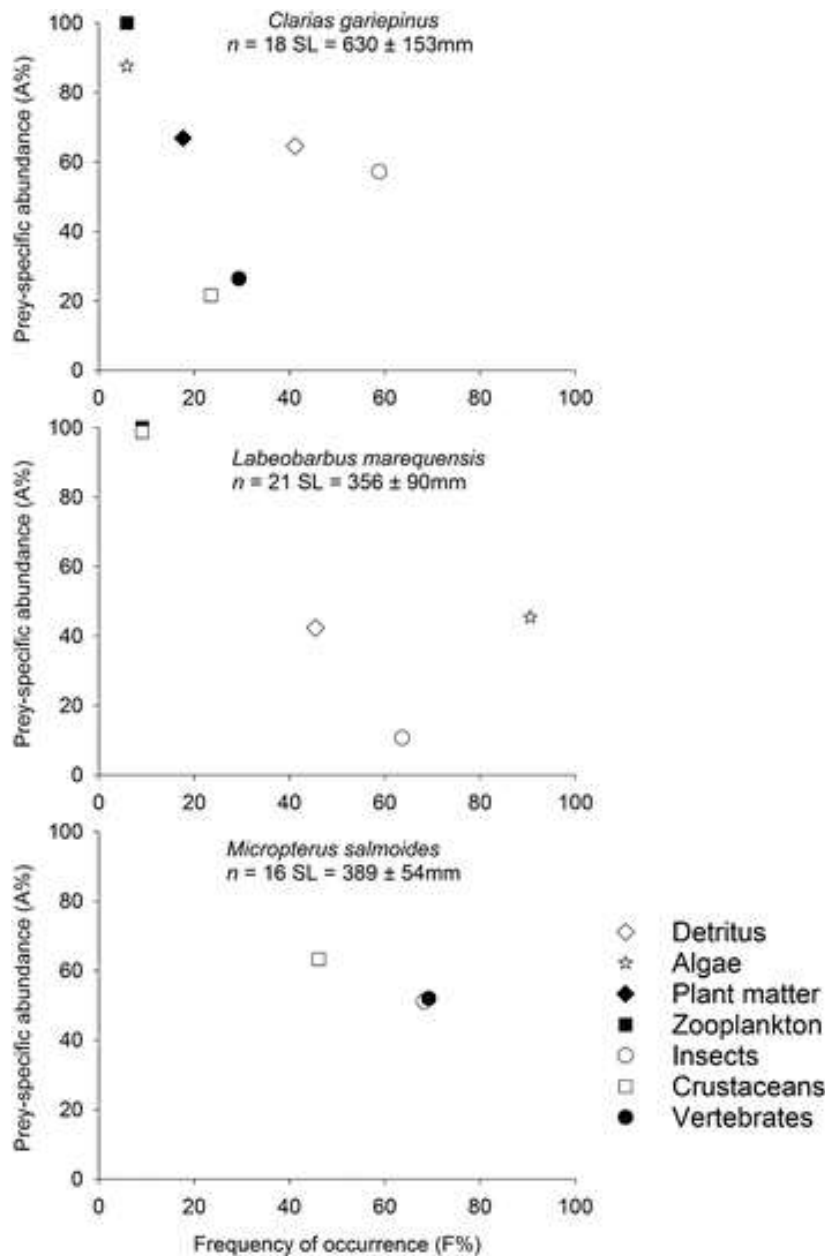 Clarias gariepinus
n = 18 SL = 630 ± 153mm
Prey-specific abundance (A%)
100
80
60
40
20
0
0 20 40 60 80 100
Labeobarbus marequensis
n = 21 SL = 356 ± 90mm
Prey-specific abundance (A%)
100
80
60
40
20
0
0 20 40 60 80 100
Micropterus salmoides
n = 16 SL = 389 ± 54mm
Prey-specific abundance (A%)
100
80
60
40
20
0
0 20 40 60 80 100
Frequency of occurrence (F%)
Detritus
Algae
Plant matter
Zooplankton
Insects
Crustaceans
Vertebrates